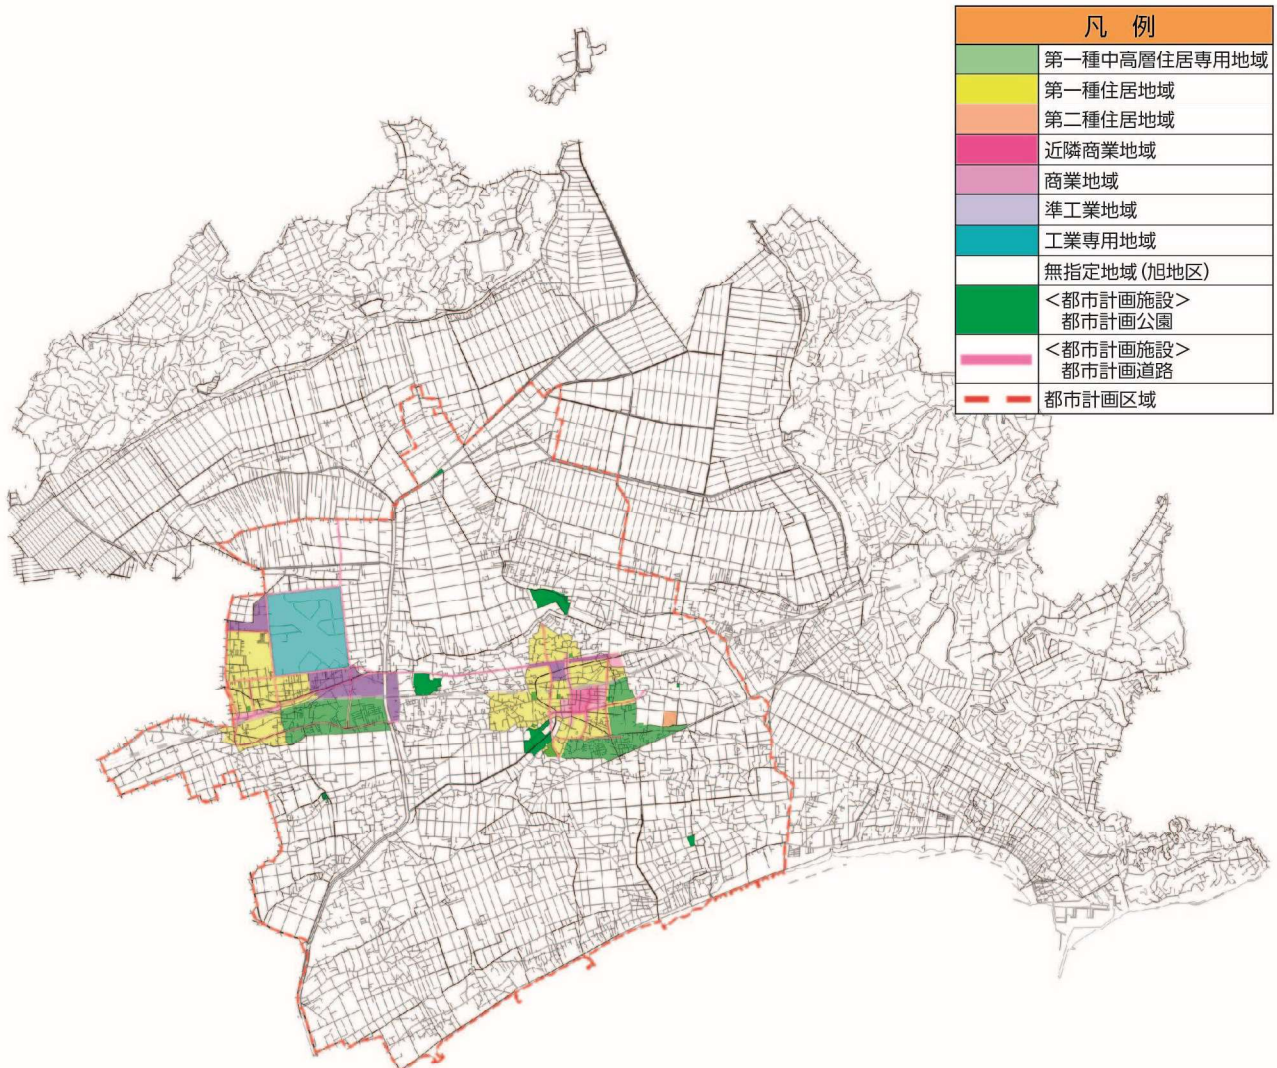 凡 例
第一種中高層住居専用地域
第一種住居地域
第二種住居地域
近隣商業地域
商業地域
準工業地域
工業専用地域
無指定地域(旭地区)
<都市計画施設>
都市計画公園
<都市計画施設>
都市計画道路
都市計画区域